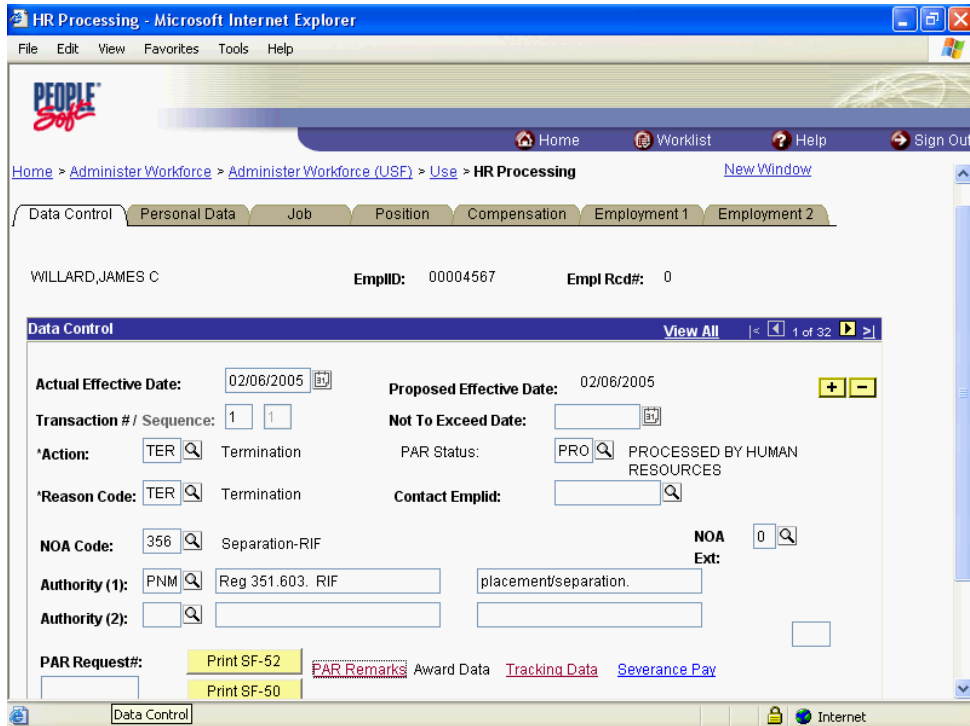 HR Processing - Microsoft Internet Explorer
File Edit View Favorites Tools Help
PEOPLE
Soft
Home Worklist Help Sign Out
Home > Administer Workforce > Administer Workforce (USF) > Use > HR Processing New Window
Data Control Personal Data Job Position Compensation Employment 1 Employment 2
WILLARD,JAMES C EmplID: 00004567 Empl Rcd#: 0
Data Control View All |< 1 of 32 >|
Actual Effective Date: 02/06/2005 31 Proposed Effective Date: 02/06/2005 + -
Transaction # / Sequence: 1 1 Not To Exceed Date: 31
*Action: TER Termination PAR Status: PRO PROCESSED BY HUMAN
RESOURCES
*Reason Code: TER Termination Contact Emplid:
NOA Code: 356 Separation-RIF NOA
Ext: 0
Authority (1): PNM Reg 351.603. RIF placement/separation.
Authority (2):
PAR Request#: Print SF-52 PAR Remarks Award Data Tracking Data Severance Pay
Print SF-50
Data Control Internet